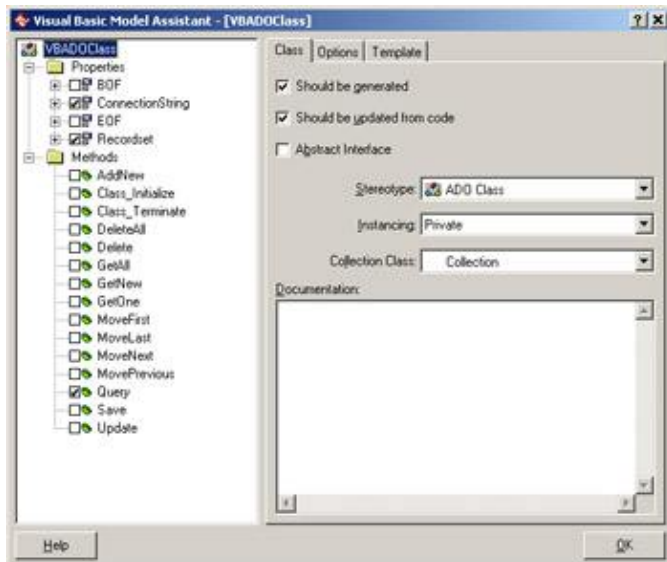 Visual Basic Model Assistant - [VBADOClass]
VBADOClass
Properties
BOF
ConnectionString
EOF
Recordset
Methods
AddNew
Class_Initialize
Class_Terminate
DeleteAll
Delete
GetAll
GetNew
GetOne
MoveFirst
MoveLast
MoveNext
MovePrevious
Query
Save
Update
Class Options Template
Should be generated
Should be updated from code
Abstract Interface
Stereotype: ADO Class
Instancing: Private
Collection Class: Collection
Documentation:
Help
OK